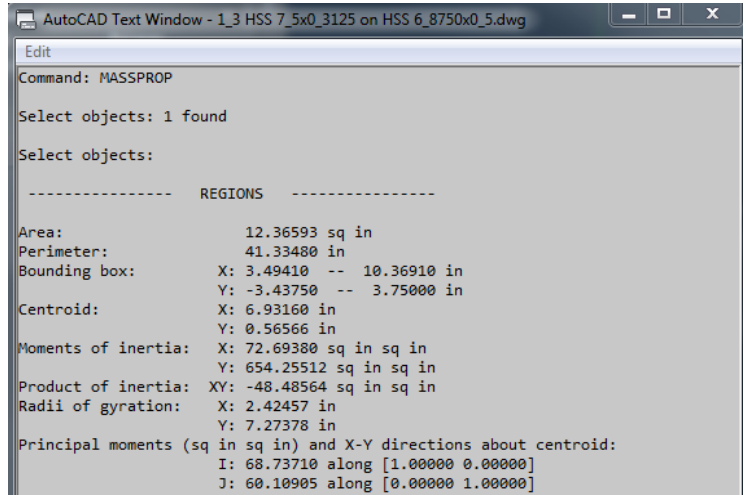 AutoCAD Text Window - 1_3 HSS 7_5x0_3125 on HSS 6_8750x0_5.dwg
Edit
Command: MASSPROP
Select objects: 1 found
Select objects:
---------------- REGIONS ----------------
Area: 12.36593 sq in
Perimeter: 41.33480 in
Bounding box: X: 3.49410 -- 10.36910 in
Y: -3.43750 -- 3.75000 in
Centroid: X: 6.93160 in
Y: 0.56566 in
Moments of inertia: X: 72.69380 sq in sq in
Y: 654.25512 sq in sq in
Product of inertia: XY: -48.48564 sq in sq in
Radii of gyration: X: 2.42457 in
Y: 7.27378 in
Principal moments (sq in sq in) and X-Y directions about centroid:
I: 68.73710 along [1.00000 0.00000]
J: 60.10905 along [0.00000 1.00000]